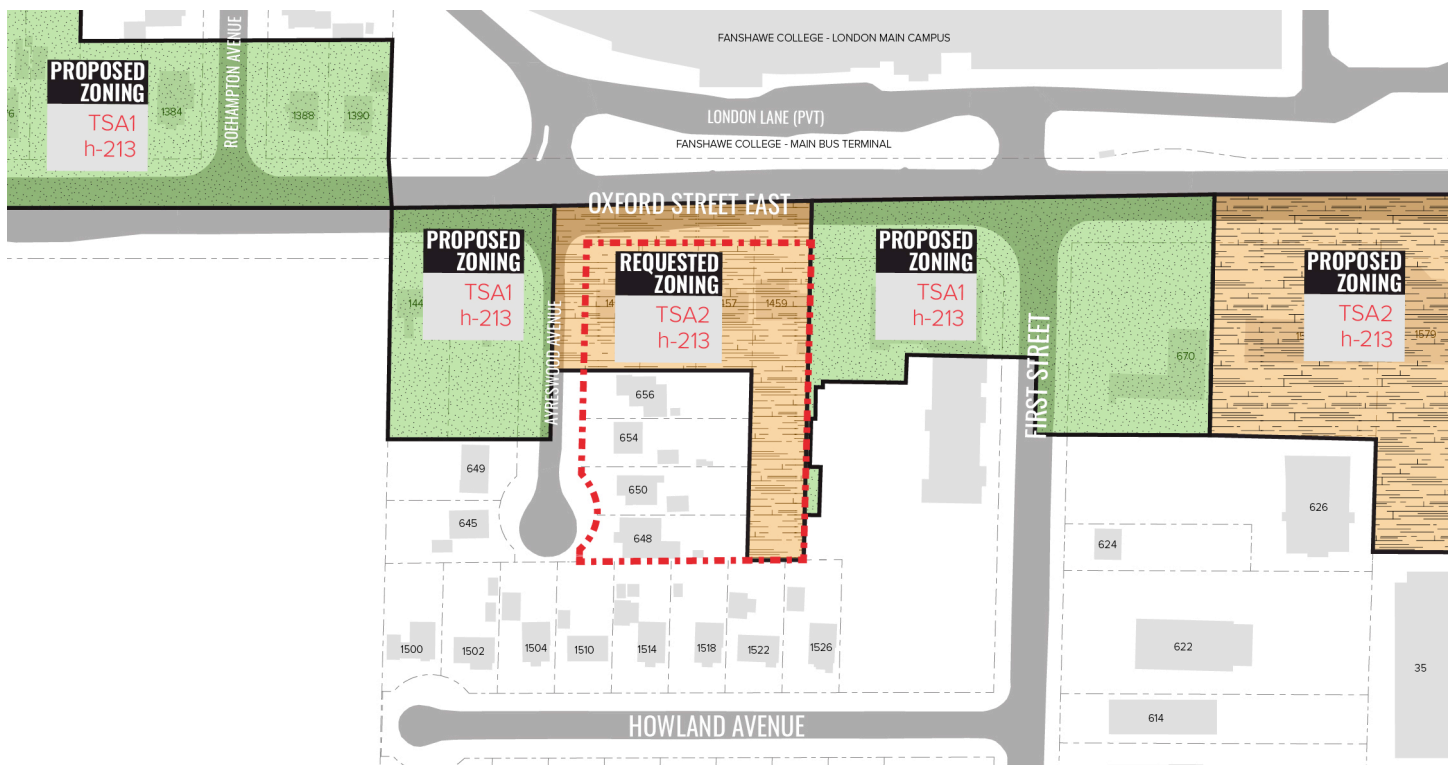 FANSHAWE COLLEGE - LONDON MAIN CAMPUS
ROEHAMPTON AVENUE
PROPOSED
ZONING
TSA1
h-213
1384
1388
1390
LONDON LANE (PVT)
FANSHAWE COLLEGE - MAIN BUS TERMINAL
OXFORD STREET EAST
PROPOSED
ZONING
TSA1
h-213
AYRESWOOD AVENUE
REQUESTED
ZONING
TSA2
h-213
1459
PROPOSED
ZONING
TSA1
h-213
FIRST STREET
670
PROPOSED
ZONING
TSA2
h-213
1579
656
654
650
648
649
645
626
624
622
614
35
1500
1502
1504
1510
1514
1518
1522
1526
HOWLAND AVENUE